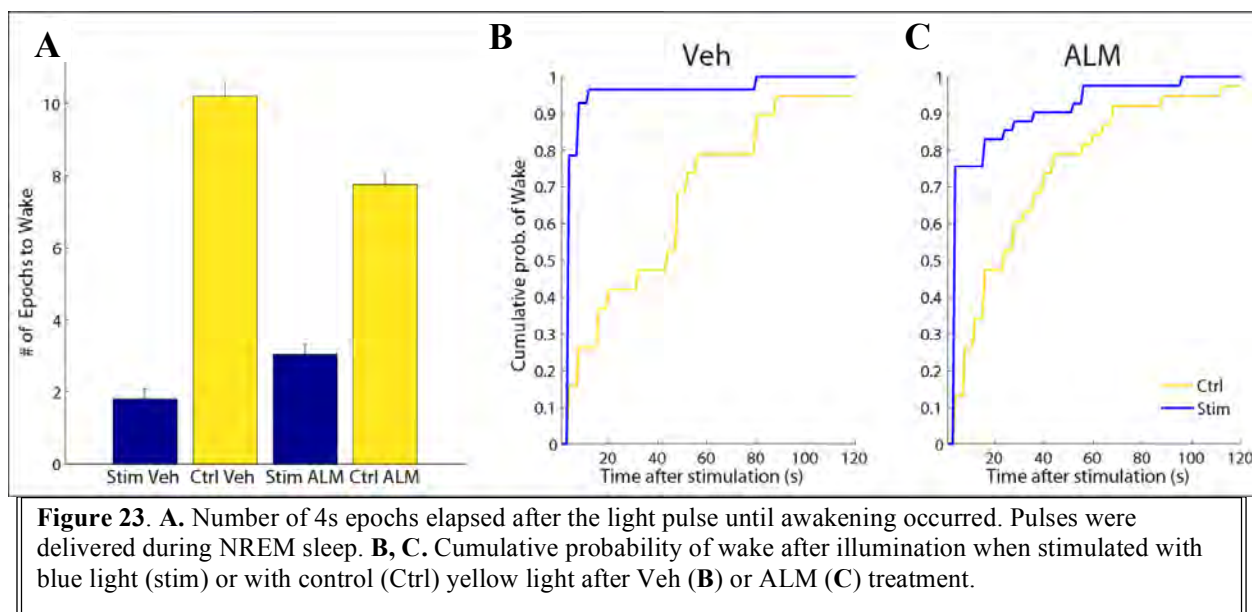 A
# of Epochs to Wake
10
8
6
4
2
0
Stim Veh Ctrl Veh Stim ALM Ctrl ALM
B
Veh
Cumulative prob. of Wake
1
0.9
0.8
0.7
0.6
0.5
0.4
0.3
0.2
0.1
0
20 40 60 80 100 120
Time after stimulation (s)
C
ALM
1
0.9
0.8
0.7
0.6
0.5
0.4
0.3
0.2
0.1
0
Ctrl
Stim
20 40 60 80 100 120
Time after stimulation (s)
Figure 23. A. Number of 4s epochs elapsed after the light pulse until awakening occurred. Pulses were
delivered during NREM sleep. B, C. Cumulative probability of wake after illumination when stimulated with
blue light (stim) or with control (Ctrl) yellow light after Veh (B) or ALM (C) treatment.